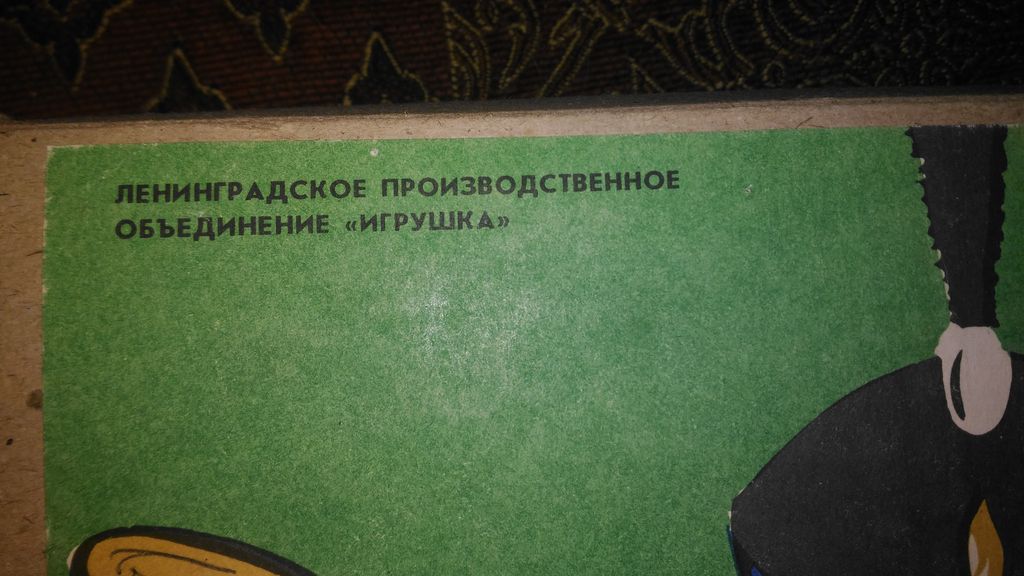 ЛЕНИНГРАДСКОЕ ПРОИЗВОДСТВЕННОЕ
ОБЪЕДИНЕНИЕ «ИГРУШКА»